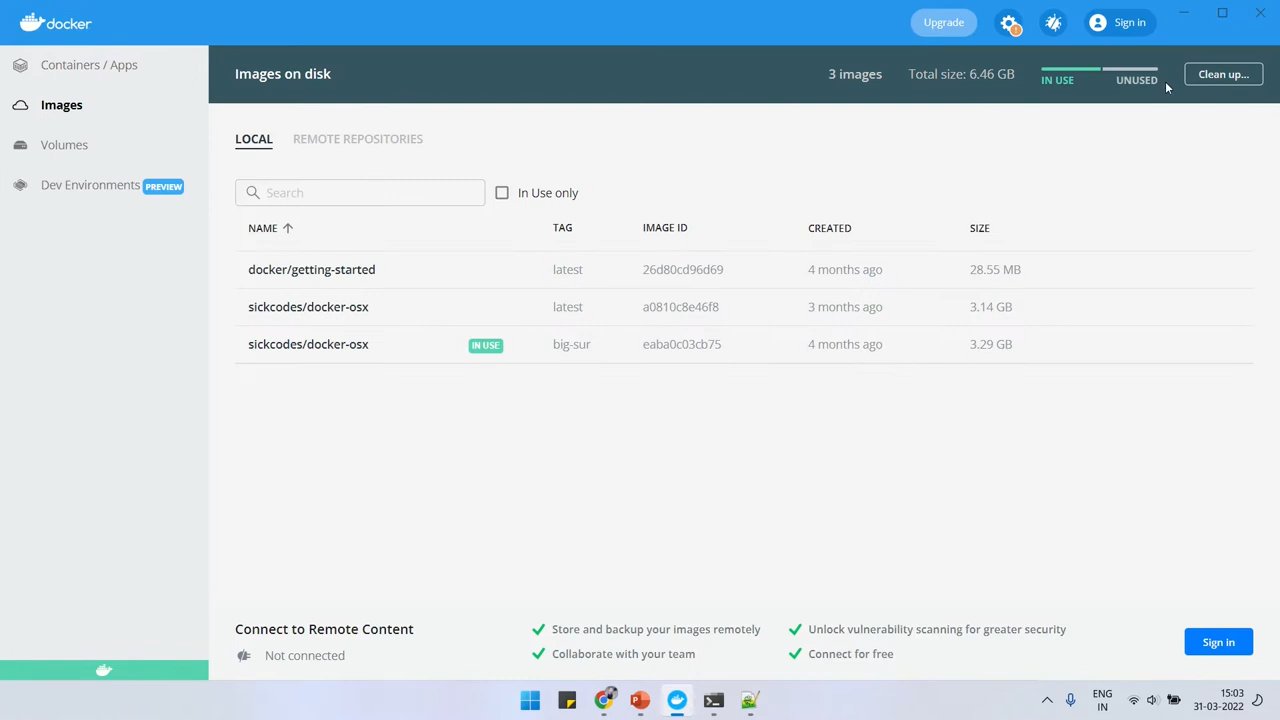 docker
Upgrade
Sign in
Containers / Apps
Images
Volumes
Dev Environments PREVIEW
Images on disk
3 images Total size: 6.46 GB IN USE UNUSED Clean up...
LOCAL REMOTE REPOSITORIES
Search In Use only
NAME TAG IMAGE ID CREATED SIZE
docker/getting-started latest 26d80cd96d69 4 months ago 28.55 MB
sickcodes/docker-osx latest a0810c8e46f8 3 months ago 3.14 GB
sickcodes/docker-osx IN USE big-sur eaba0c03cb75 4 months ago 3.29 GB
Connect to Remote Content
Not connected
Store and backup your images remotely
Collaborate with your team
Unlock vulnerability scanning for greater security
Connect for free
Sign in
ENG
IN
15:03
31-03-2022